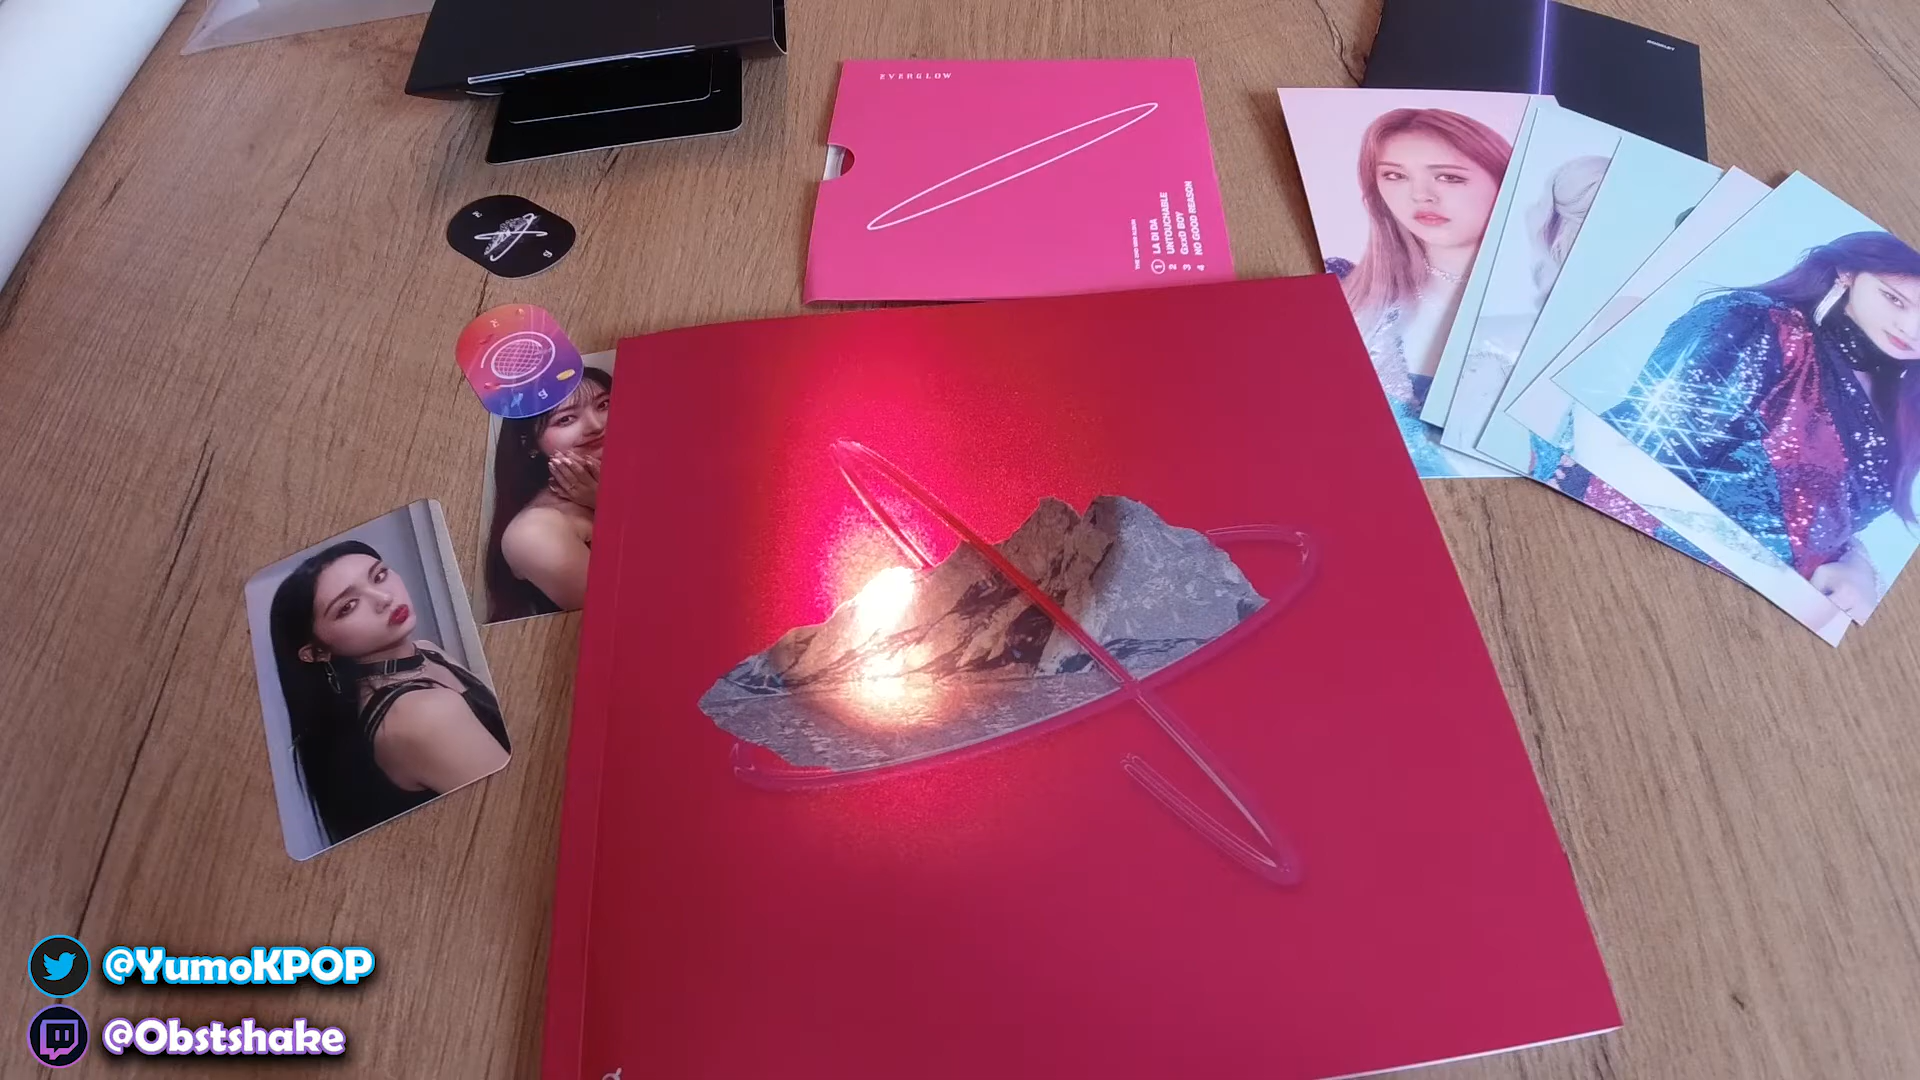 EVERGLOW
THE 2ND MINI ALBUM
1 LA DI DA
2 UNTOUCHABLE
3 GxxD BOY
4 NO GOOD REASON
@YumoKPOP
@Obstshake